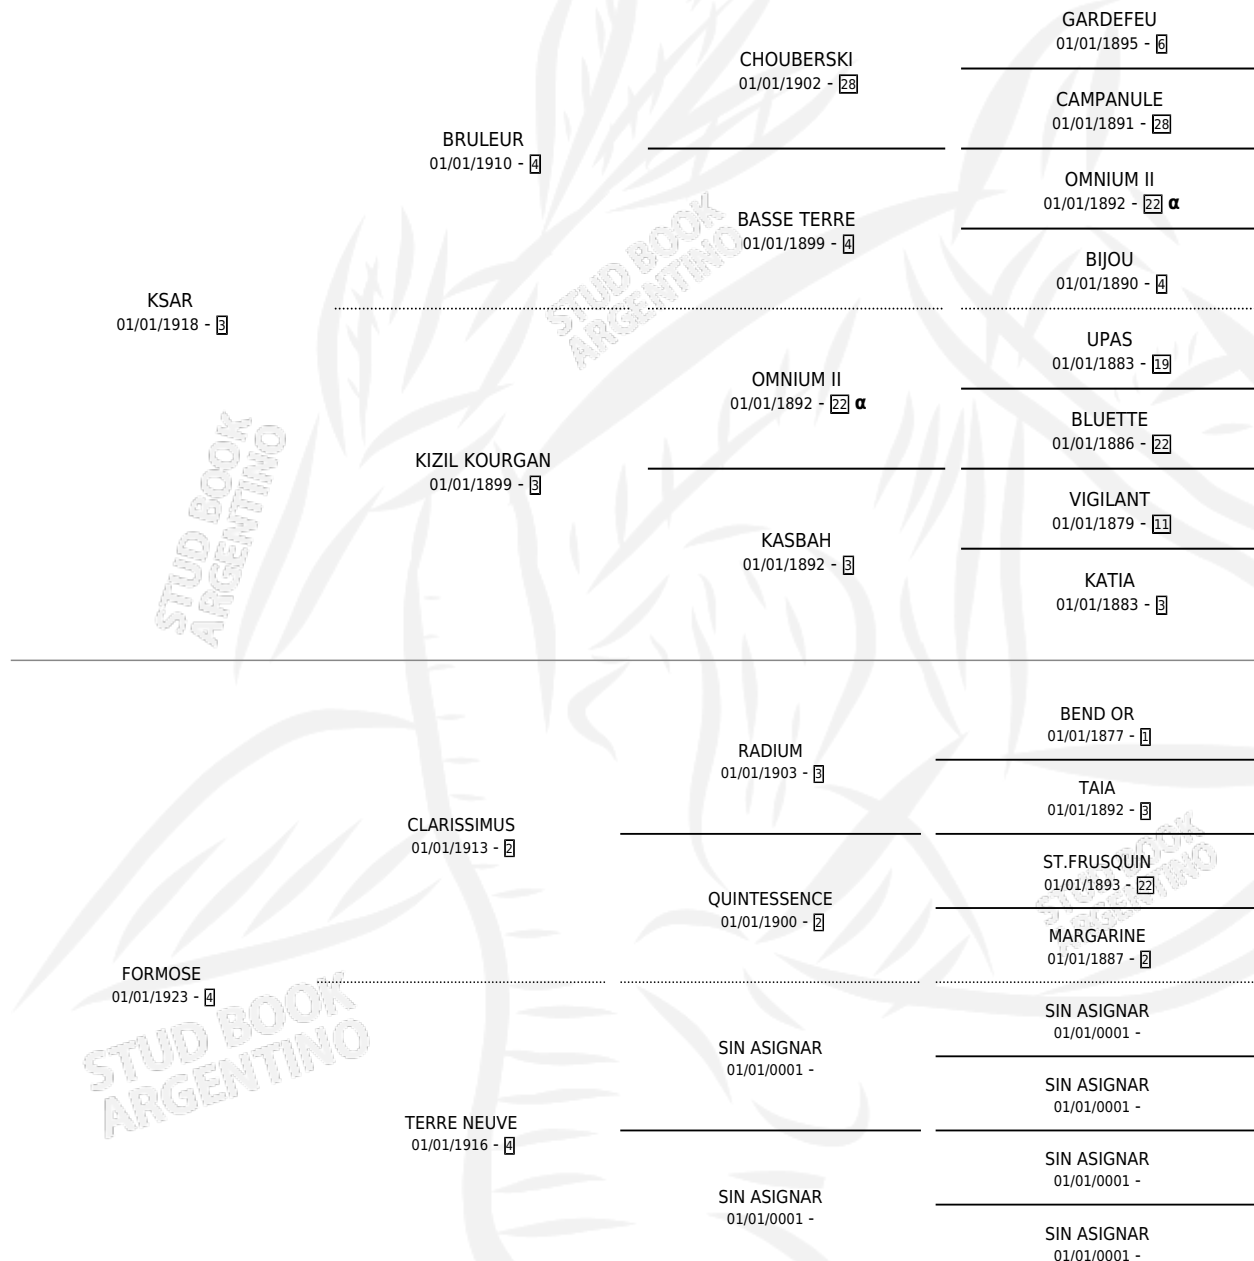 GARDEFEU
01/01/1895 - 6
CHOUBERSKI
01/01/1902 - 28
CAMPANULE
01/01/1891 - 28
BRULEUR
01/01/1910 - 4
OMNIUM II
01/01/1892 - 22 α
BASSE TERRE
01/01/1899 - 4
BIJOU
01/01/1890 - 4
KSAR
01/01/1918 - 3
UPAS
01/01/1883 - 19
OMNIUM II
01/01/1892 - 22 α
BLUETTE
01/01/1886 - 22
KIZIL KOURGAN
01/01/1899 - 3
VIGILANT
01/01/1879 - 11
KASBAH
01/01/1892 - 3
KATIA
01/01/1883 - 3
BEND OR
01/01/1877 - 1
RADIUM
01/01/1903 - 3
TAIA
01/01/1892 - 3
CLARISSIMUS
01/01/1913 - 2
ST.FRUSQUIN
01/01/1893 - 22
QUINTESSENCE
01/01/1900 - 2
MARGARINE
01/01/1887 - 2
FORMOSE
01/01/1923 - 4
SIN ASIGNAR
01/01/0001 -
SIN ASIGNAR
01/01/0001 -
SIN ASIGNAR
01/01/0001 -
TERRE NEUVE
01/01/1916 - 4
SIN ASIGNAR
01/01/0001 -
SIN ASIGNAR
01/01/0001 -
SIN ASIGNAR
01/01/0001 -
STUD BOOK
ARGENTINO
STUD BOOK
ARGENTINO
STUD BOOK
ARGENTINO
STUD BOOK
ARGENTINO